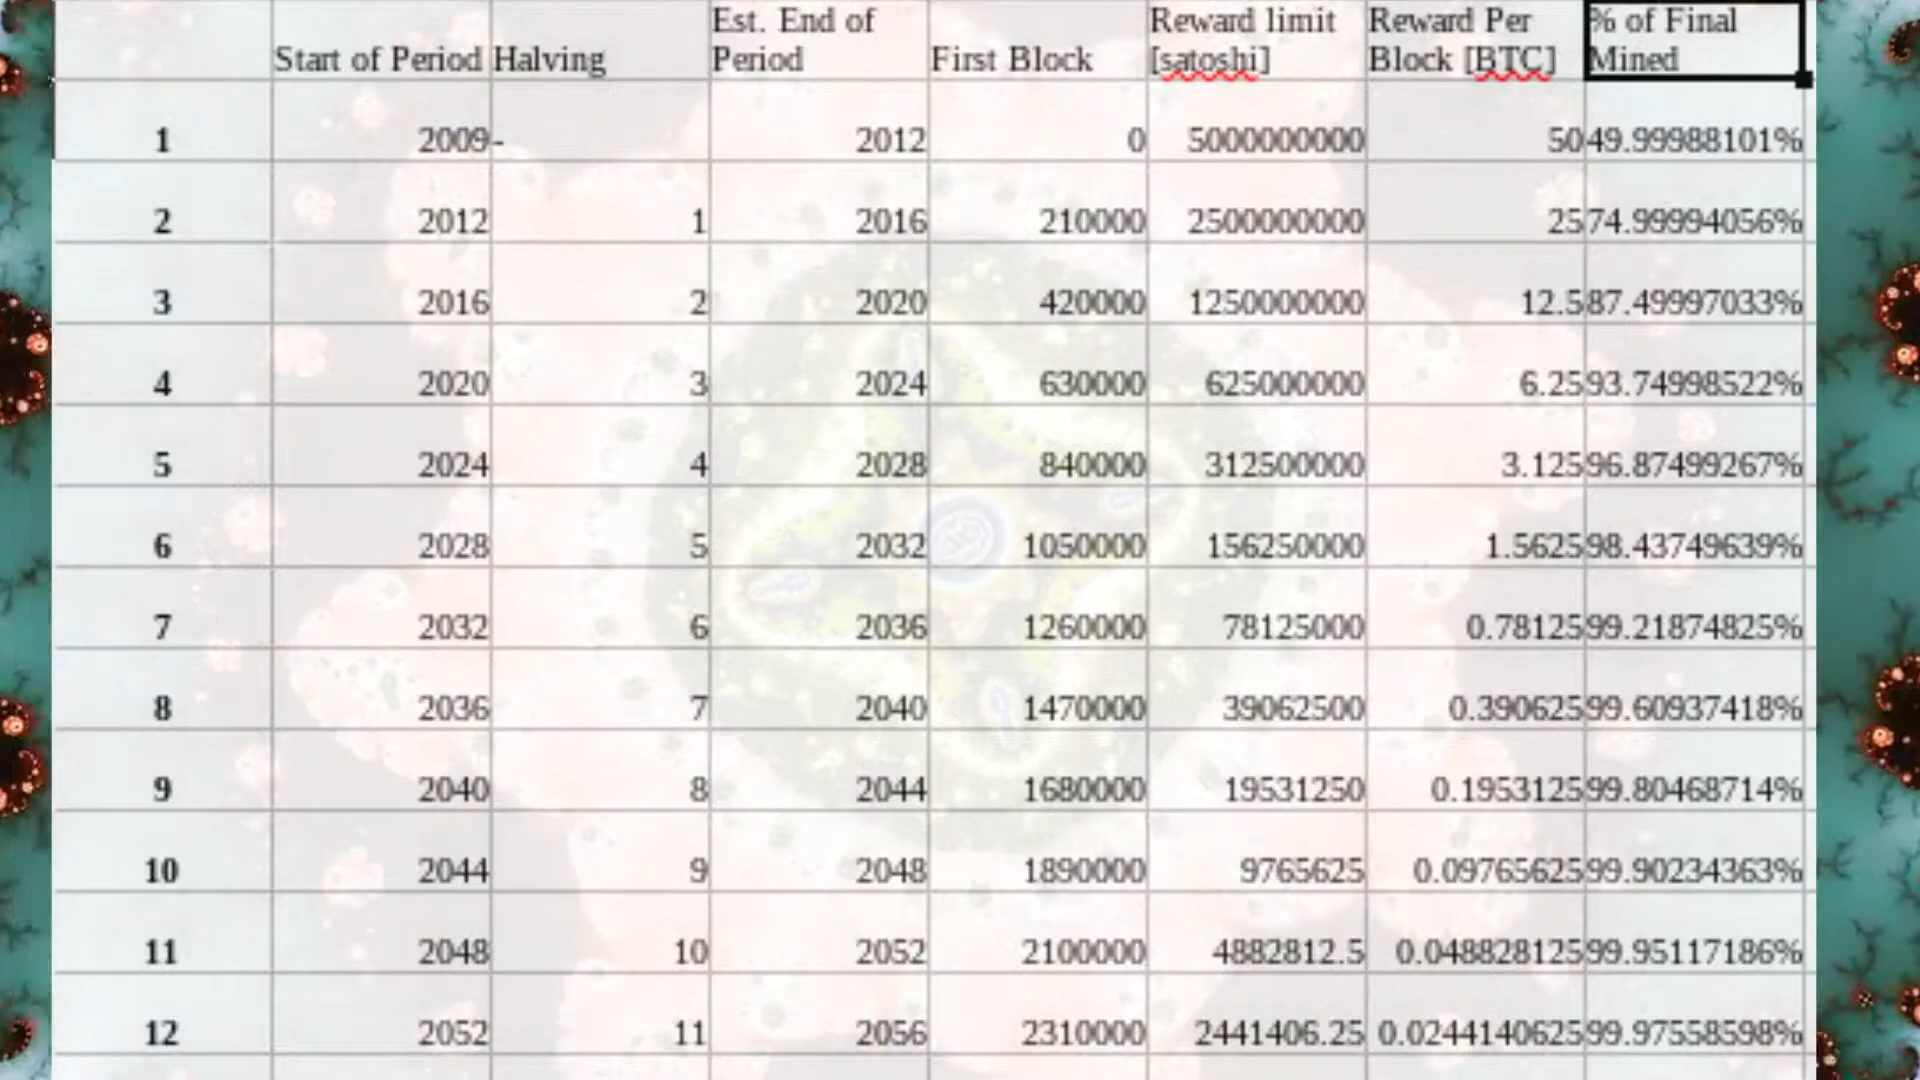 Start of Period Halving Est. End of Period First Block Reward limit [satoshi] Reward Per Block [BTC] % of Final Mined
1 2009 - 2012 0 5000000000 50 49.99988101%
2 2012 1 2016 210000 2500000000 25 74.99994056%
3 2016 2 2020 420000 1250000000 12.5 87.49997033%
4 2020 3 2024 630000 625000000 6.25 93.74998522%
5 2024 4 2028 840000 312500000 3.125 96.87499267%
6 2028 5 2032 1050000 156250000 1.5625 98.43749639%
7 2032 6 2036 1260000 78125000 0.78125 99.21874825%
8 2036 7 2040 1470000 39062500 0.390625 99.60937418%
9 2040 8 2044 1680000 19531250 0.1953125 99.80468714%
10 2044 9 2048 1890000 9765625 0.09765625 99.90234363%
11 2048 10 2052 2100000 4882812.5 0.048828125 99.95117186%
12 2052 11 2056 2310000 2441406.25 0.0244140625 99.97558598%